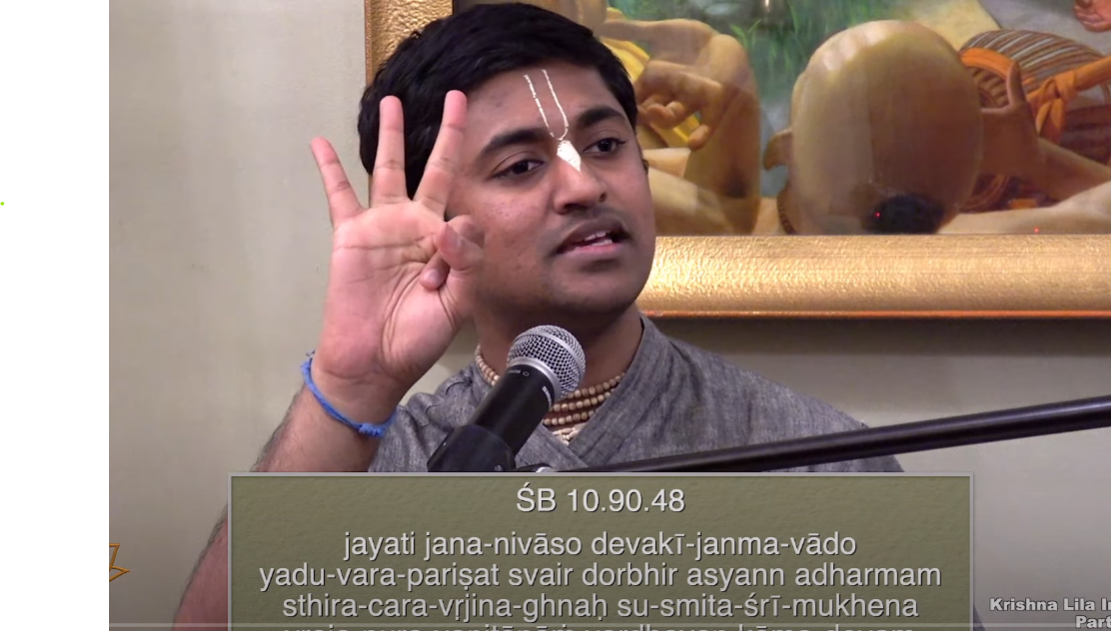 ŚB 10.90.48
jayati jana-nivāso devakī-janma-vādo
yadu-vara-pariṣat svair dorbhir asyann adharmam
sthira-cara-vṛjina-ghnaḥ su-smita-śrī-mukhena
Krishna Lila
Part